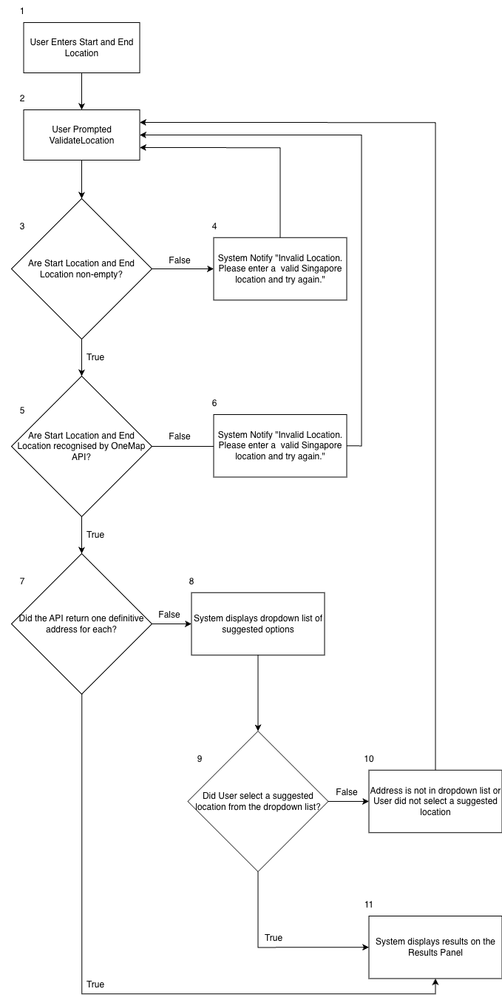 1
User Enters Start and End
Location
2
User Prompted
ValidateLocation
3
Are Start Location and End
Location non-empty?
False
4
System Notify "Invalid Location.
Please enter a  valid Singapore
location and try again."
True
5
Are Start Location and End
Location recognised by OneMap
API?
False
6
System Notify "Invalid Location.
Please enter a  valid Singapore
location and try again."
True
7
Did the API return one definitive
address for each?
False
8
System displays dropdown list of
suggested options
9
Did User select a suggested
location from the dropdown list?
False
10
Address is not in dropdown list or
User did not select a suggested
location
True
11
System displays results on the
Results Panel
True